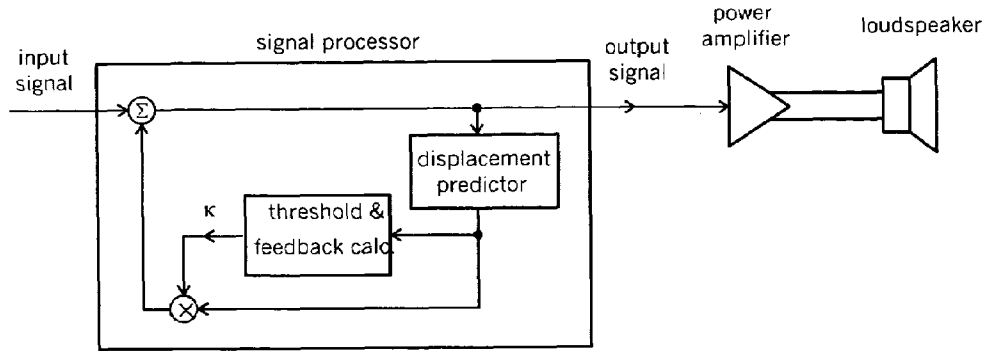 input
signal
signal processor
output
signal
power
amplifier
loudspeaker
Σ
displacement
predictor
κ
threshold &
feedback calc.
×